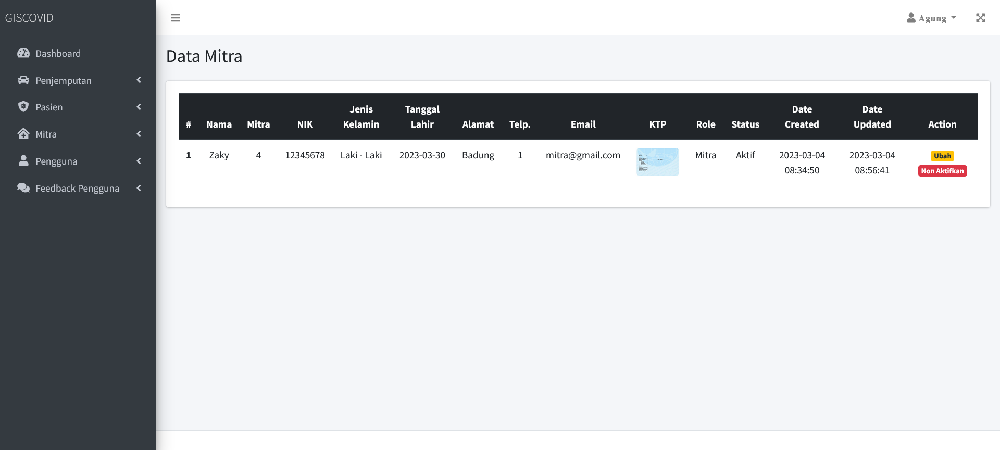 GISCOVID
Agung
Dashboard
Penjemputan
Pasien
Mitra
Pengguna
Feedback Pengguna
Data Mitra
# Nama Mitra NIK Jenis Kelamin Tanggal Lahir Alamat Telp. Email KTP Role Status Date Created Date Updated Action
1 Zaky 4 12345678 Laki - Laki 2023-03-30 Badung 1 mitra@gmail.com Mitra Aktif 2023-03-04 08:34:50 2023-03-04 08:56:41 Ubah
Non Aktifkan